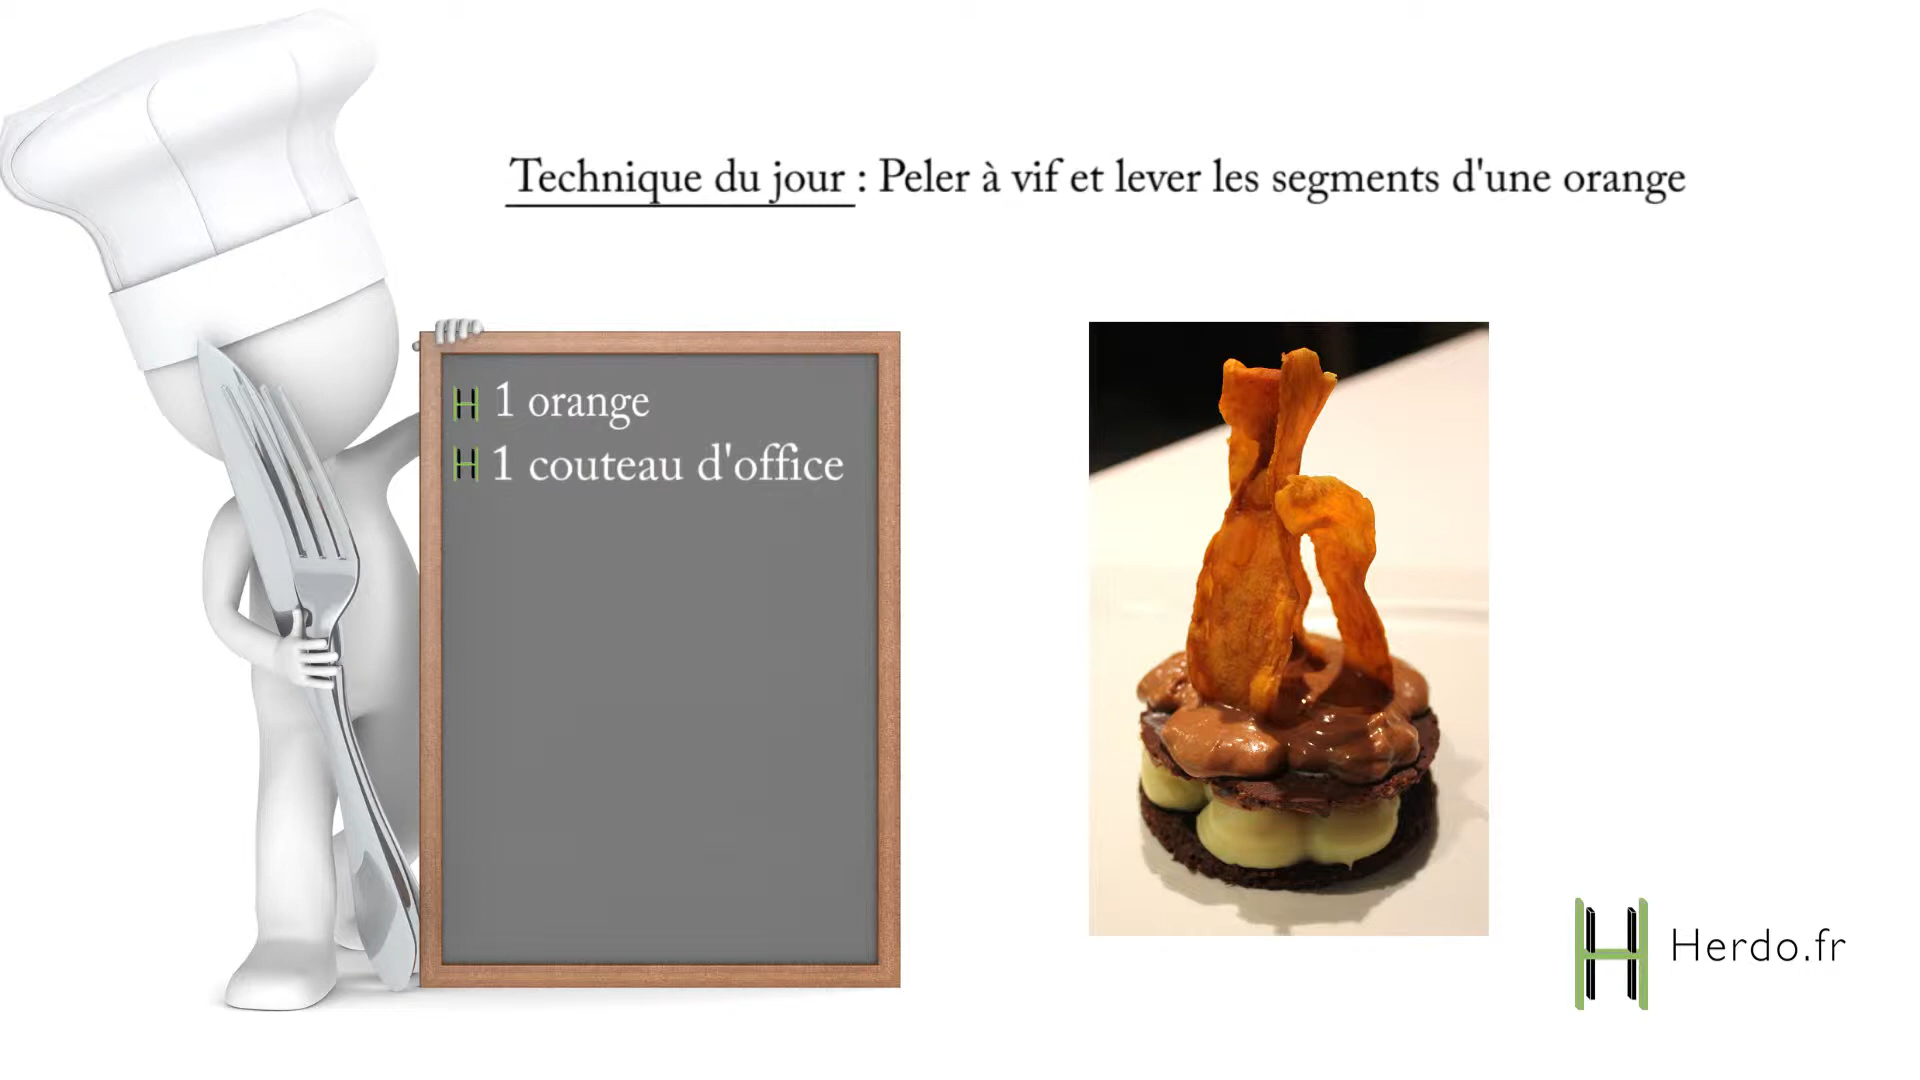 Technique du jour : Peler à vif et lever les segments d'une orange
H 1 orange
H 1 couteau d'office
H Herdo.fr